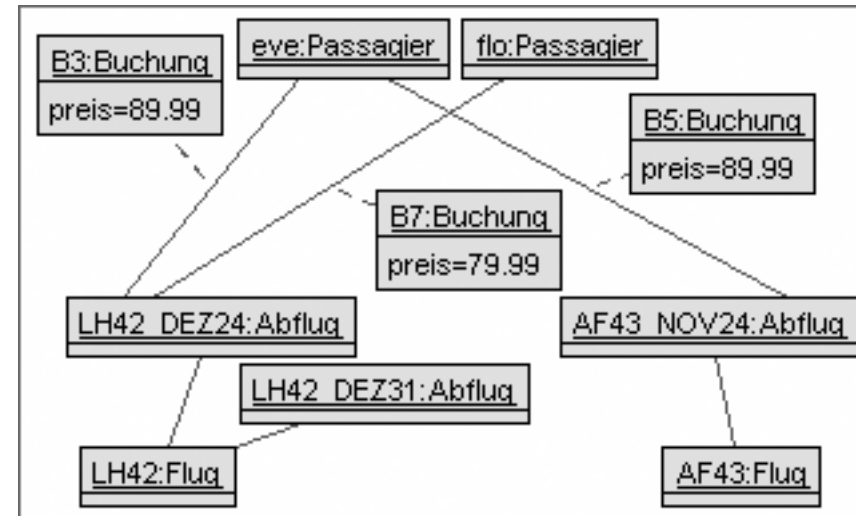 eve:Passagier
flo:Passagier
B3:Buchung
preis=89.99
B5:Buchung
preis=89.99
B7:Buchung
preis=79.99
LH42_DEZ24:Abflug
AF43_NOV24:Abflug
LH42_DEZ31:Abflug
LH42:Flug
AF43:Flug